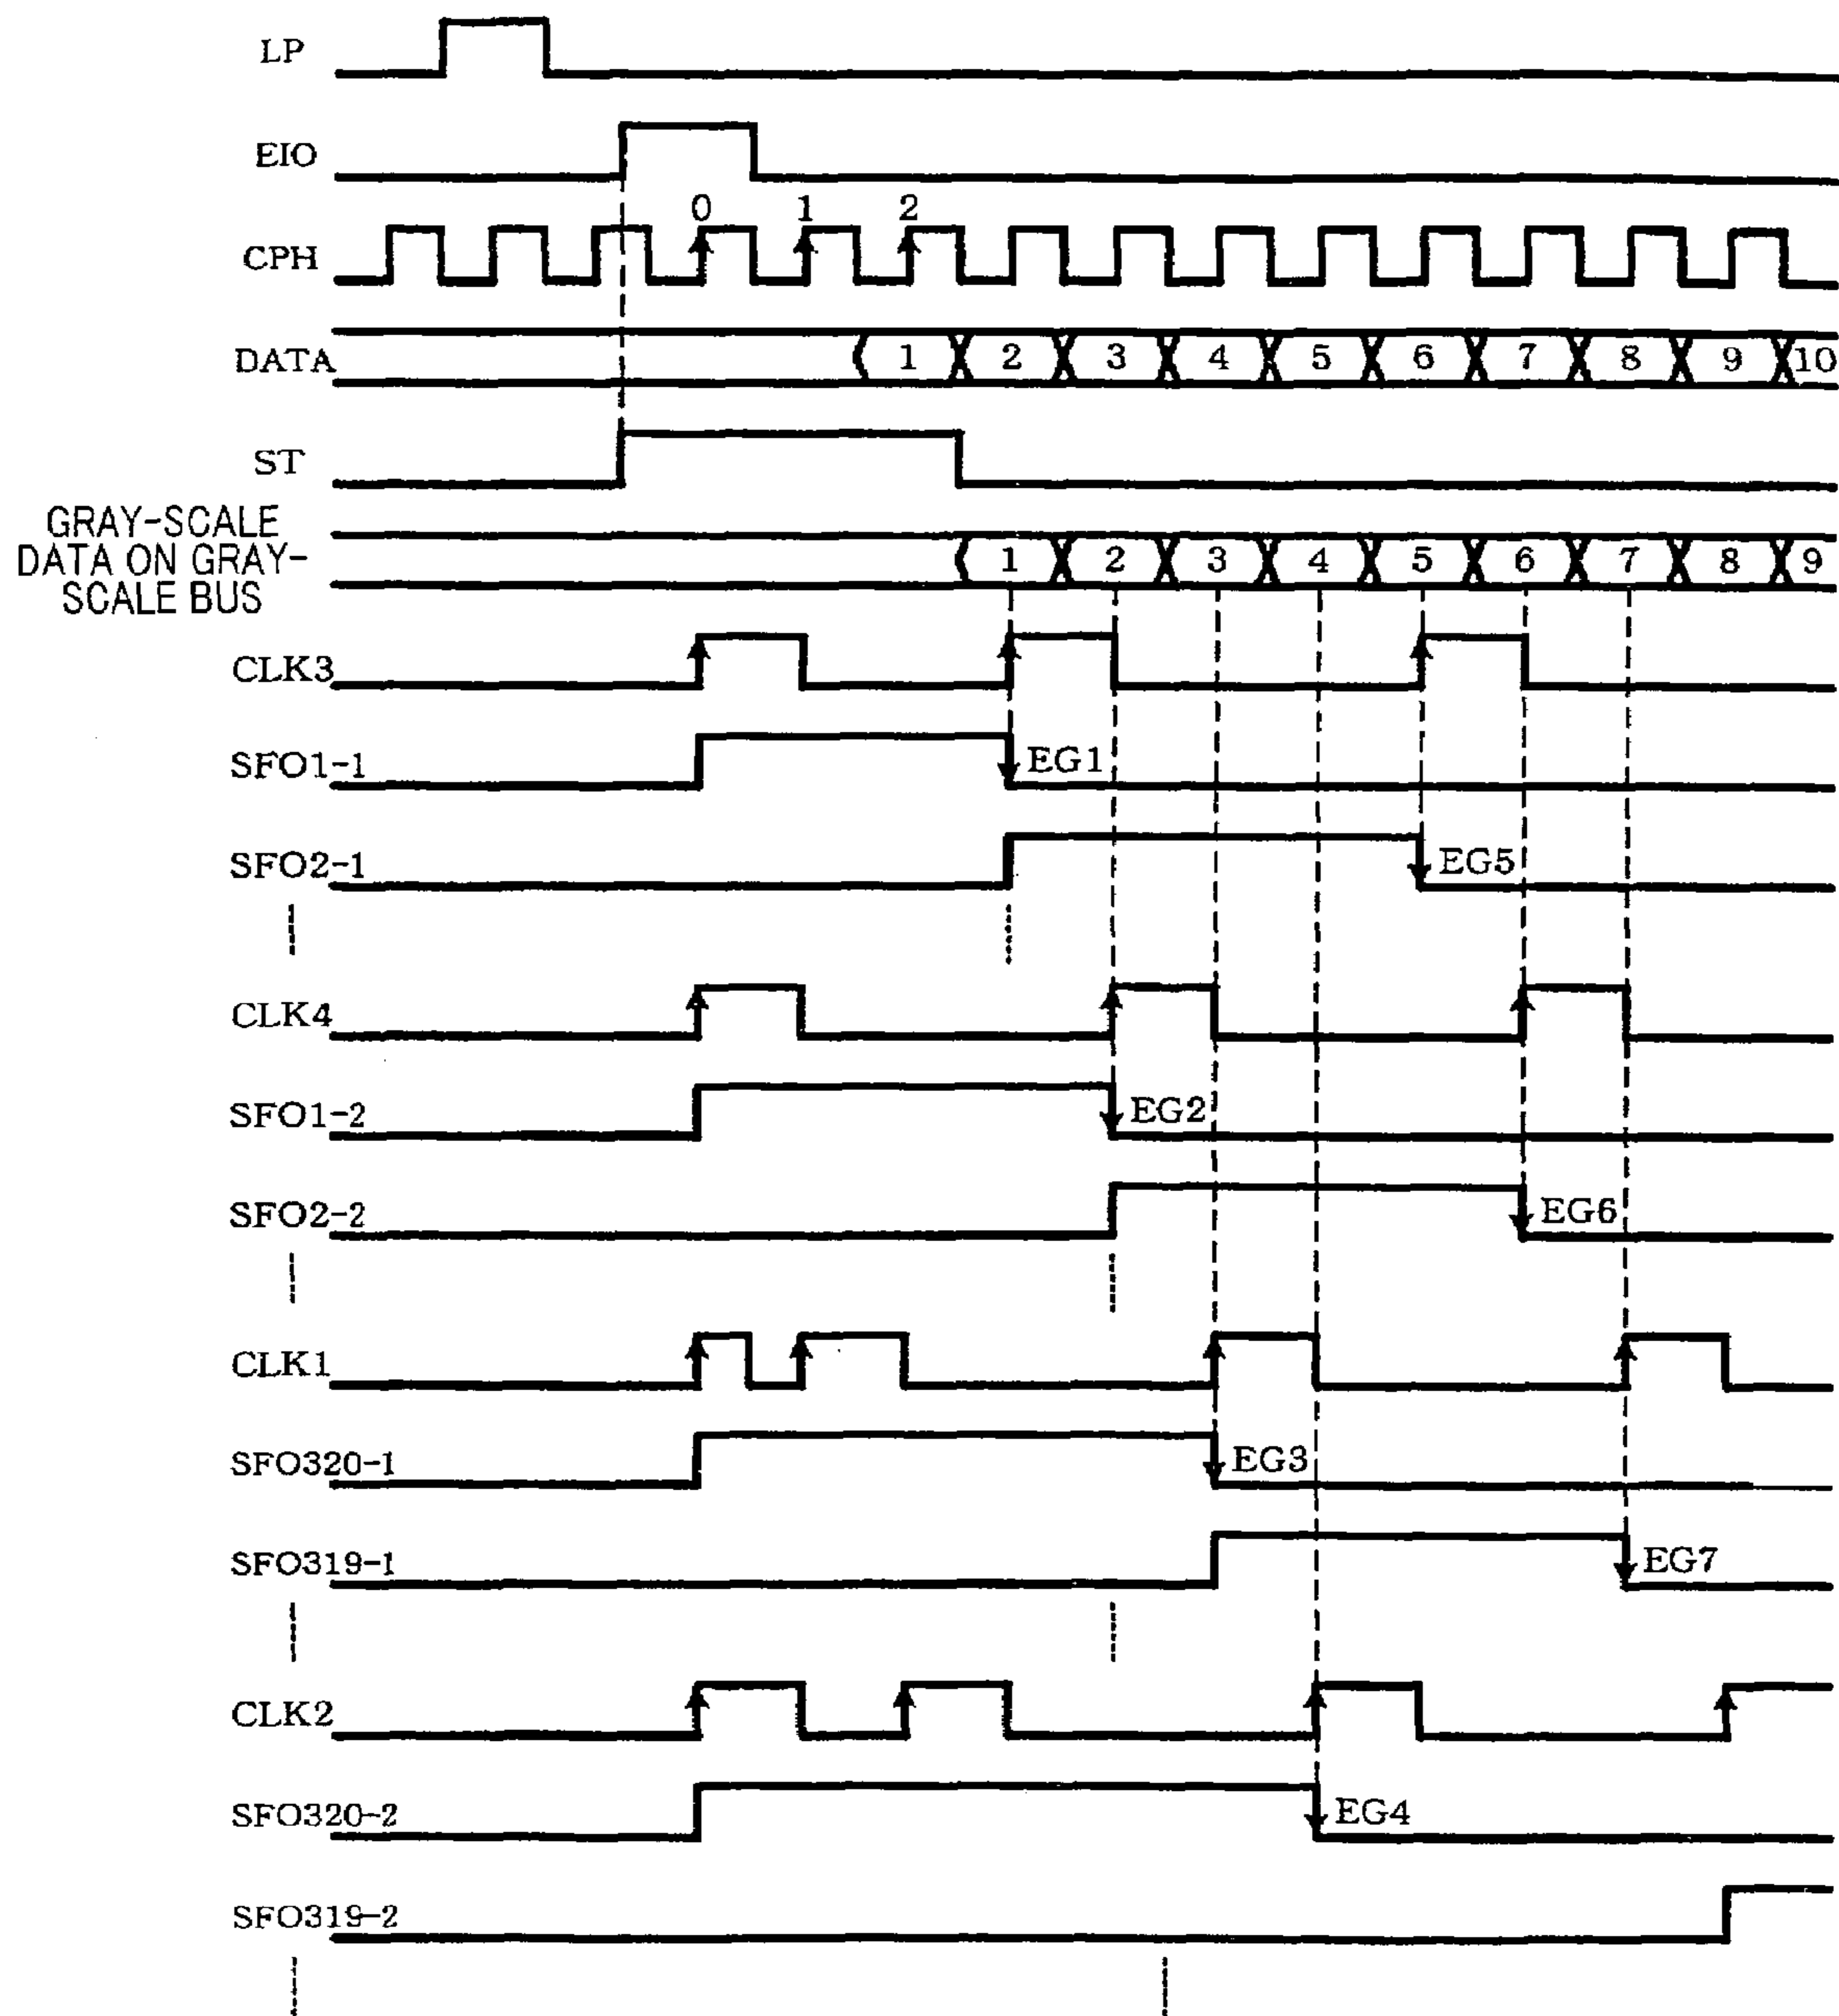 LP
EIO
0 1 2
CPH
DATA 1 2 3 4 5 6 7 8 9 10
ST
GRAY-SCALE
DATA ON GRAY-
SCALE BUS
1 2 3 4 5 6 7 8 9
CLK3
SFO1-1 EG1
SFO2-1 EG5
CLK4
SFO1-2 EG2
SFO2-2 EG6
CLK1
SFO320-1 EG3
SFO319-1 EG7
CLK2
SFO320-2 EG4
SFO319-2